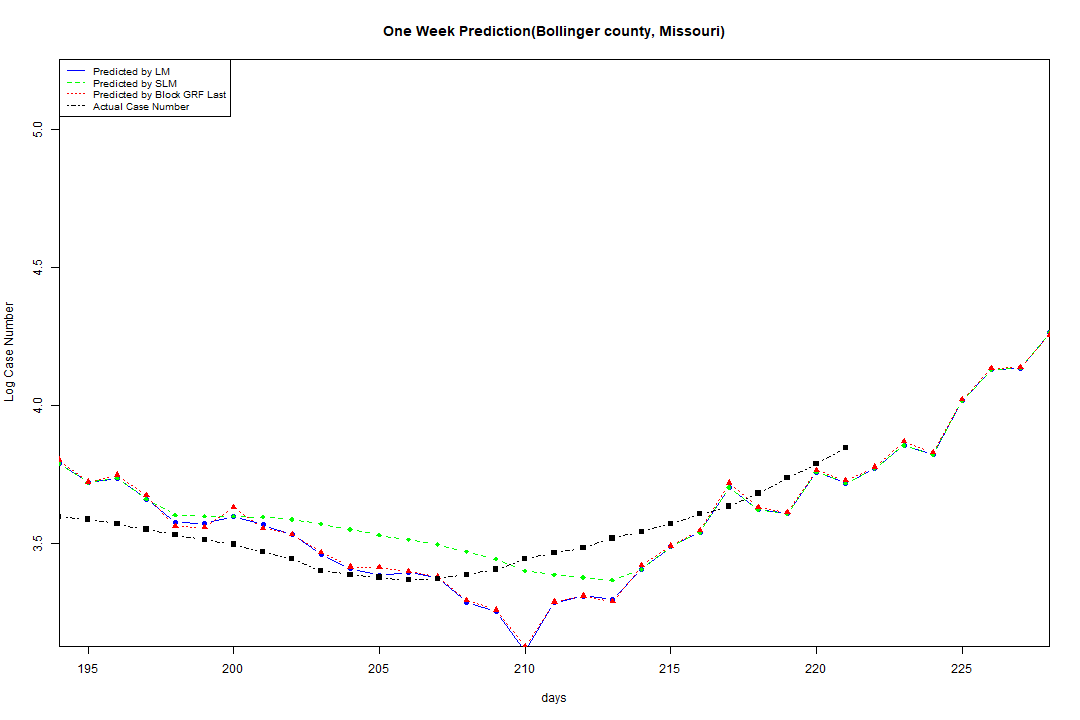 One Week Prediction(Bollinger county, Missouri)
Predicted by LM
Predicted by SLM
Predicted by Block GRF Last
Actual Case Number
5.0
4.5
4.0
3.5
Log Case Number
195 200 205 210 215 220 225
days